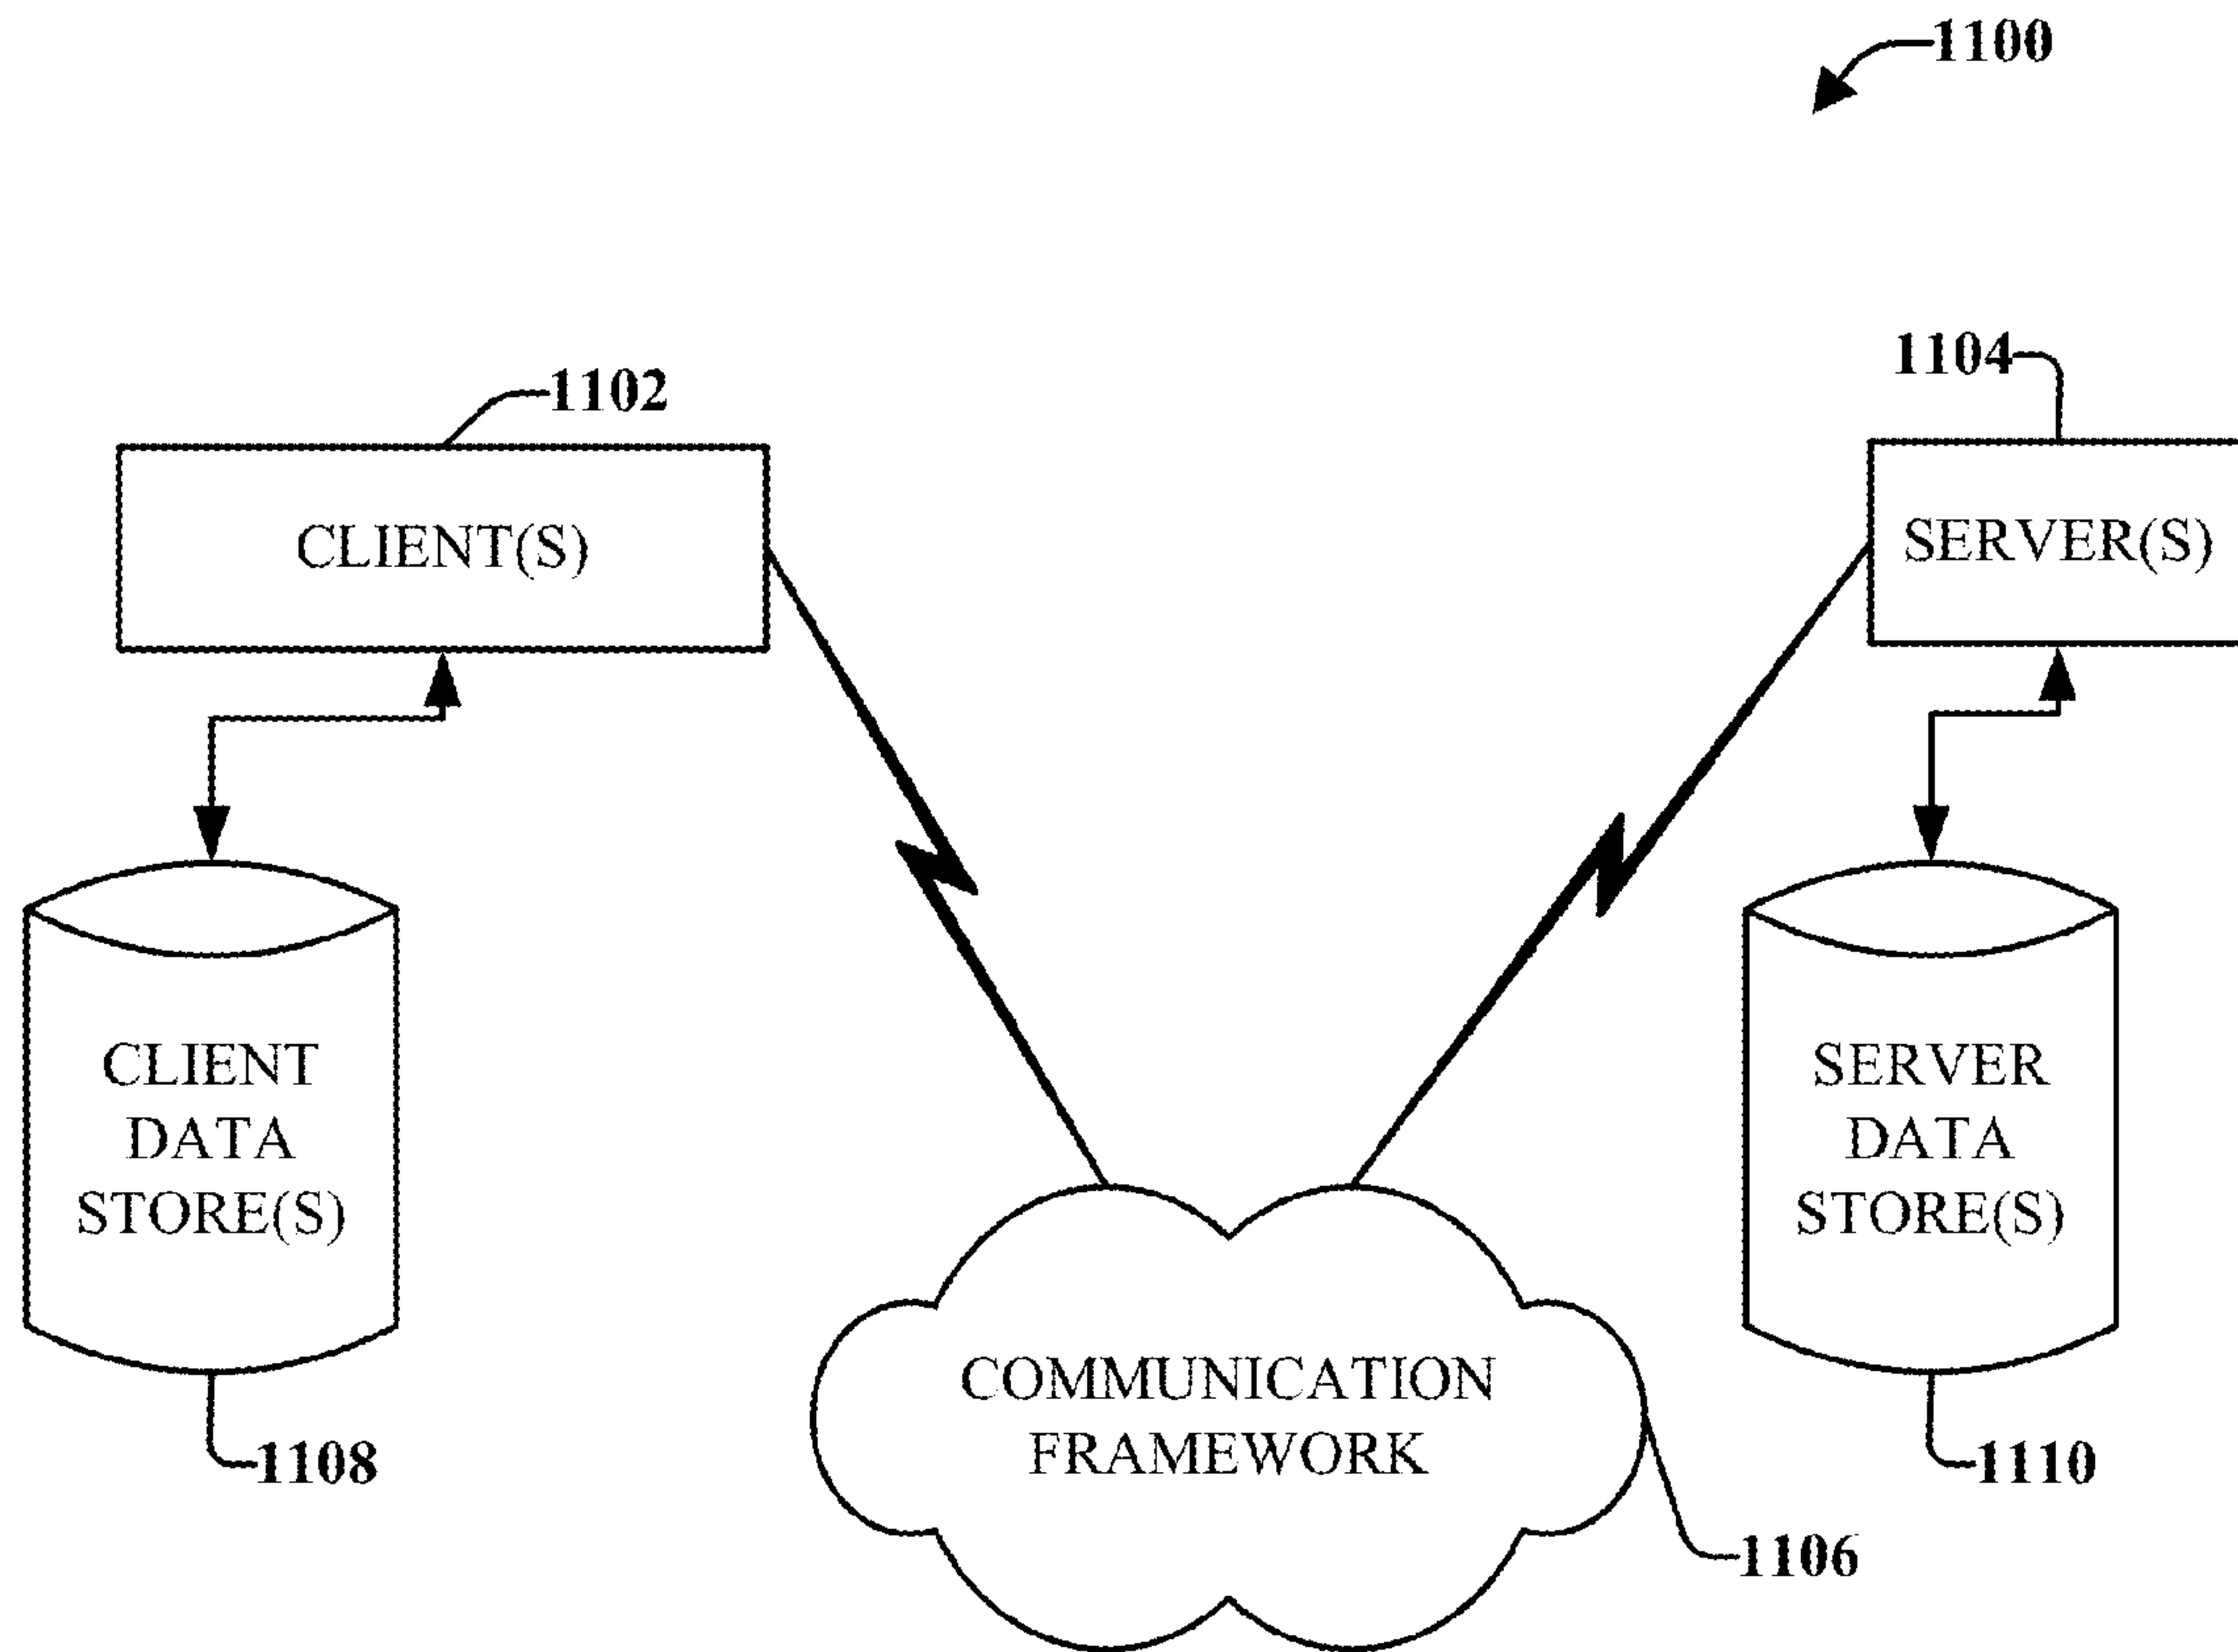 1100
1102
1104
CLIENT(S)
SERVER(S)
CLIENT
DATA
STORE(S)
SERVER
DATA
STORE(S)
COMMUNICATION
FRAMEWORK
1108
1110
1106